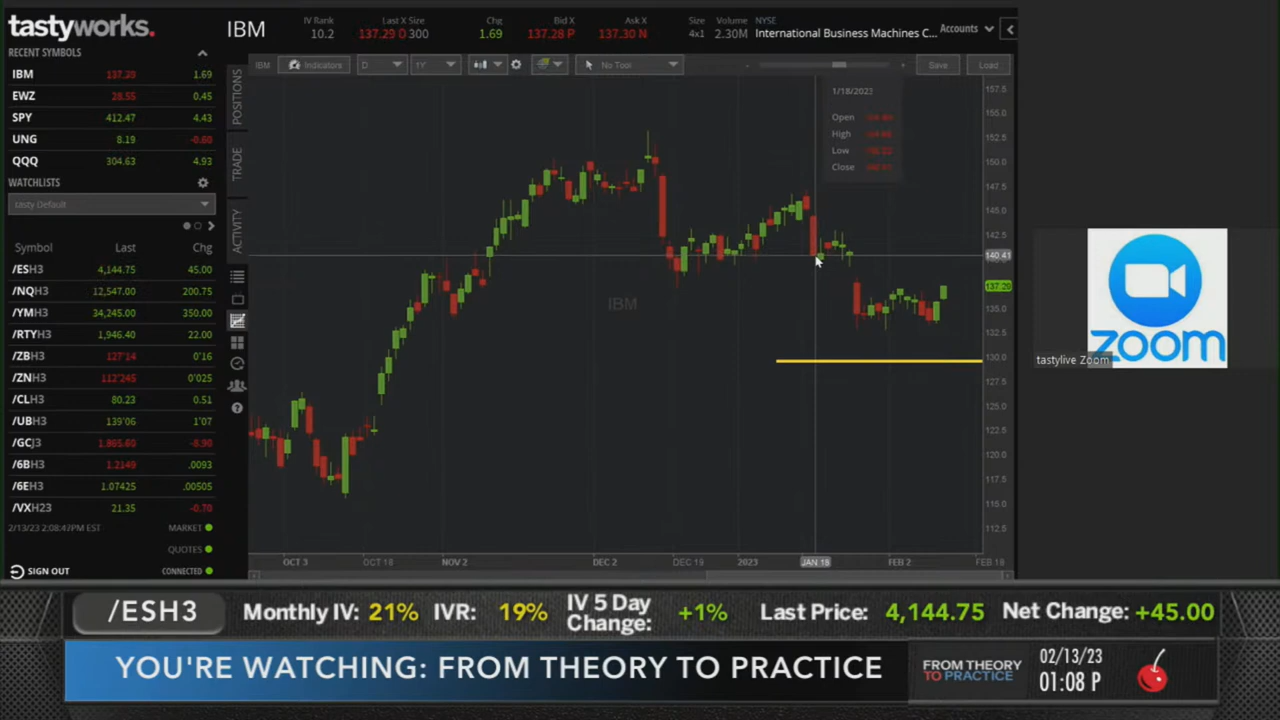 tastyworks.
IBM
IV Rank
10.2
Last X Size
137.29 Q 300
Chg
1.69
Bid X
137.28 P
Ask X
137.30 N
Size
4x1
Volume
2.30M
NYSE
International Business Machines C...
Accounts
RECENT SYMBOLS
IBM 137.29 1.69
EWZ 28.55 0.45
SPY 412.47 4.43
UNG 8.19 -0.60
QQQ 304.63 4.93
WATCHLISTS
tasty Default
Symbol Last Chg
/ESH3 4,144.75 45.00
/NQH3 12,547.00 200.75
/YMH3 34,245.00 350.00
/RTYH3 1,946.40 22.00
/ZBH3 127'14 0'16
/ZNH3 112'245 0'025
/CLH3 80.23 0.51
/UBH3 139'06 1'07
/GCJ3 -8.90
/6BH3 1.2149 .0093
/6EH3 1.07425 .00505
/VXH23 21.35 -0.70
2/13/23 2:08:47PM EST MARKET
QUOTES
SIGN OUT CONNECTED
POSITIONS
TRADE
ACTIVITY
IBM Indicators D 1Y No Tool - + Save Load
1/18/2023
Open
High
Low
Close
IBM
157.5
155.0
152.5
150.0
147.5
145.0
142.5
140.41
137.29
135.0
132.5
130.0
127.5
125.0
122.5
120.0
117.5
115.0
112.5
OCT 3 OCT 18 NOV 2 DEC 2 DEC 19 2023 JAN 18 FEB 2 FEB 18
zoom
tastylive Zoom
/ESH3 Monthly IV: 21% IVR: 19% IV 5 Day Change: +1% Last Price: 4,144.75 Net Change: +45.00
YOU'RE WATCHING: FROM THEORY TO PRACTICE
FROM THEORY
TO PRACTICE
02/13/23
01:08 P